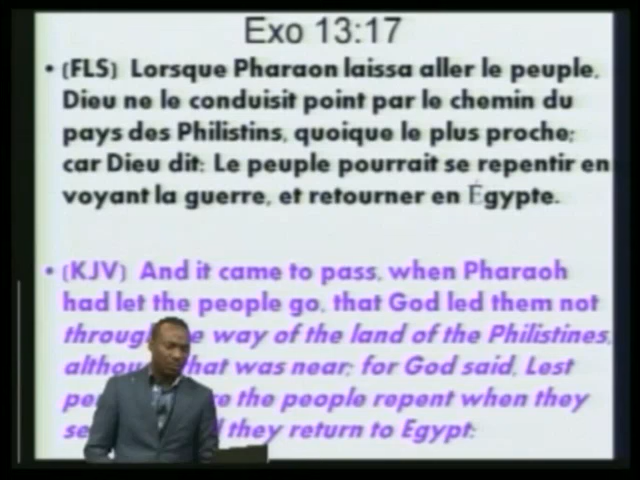 Exo 13:17
• (FLS) Lorsque Pharaon laissa aller le peuple,
Dieu ne le conduisit point par le chemin du
pays des Philistins, quoique le plus proche;
car Dieu dit: Le peuple pourrait se repentir en
voyant la guerre, et retourner en Égypte.
• (KJV) And it came to pass, when Pharaoh
had let the people go, that God led them not
way of the land of the Philistines,
that was near; for God said, Lest
the people repent when they
they return to Egypt: